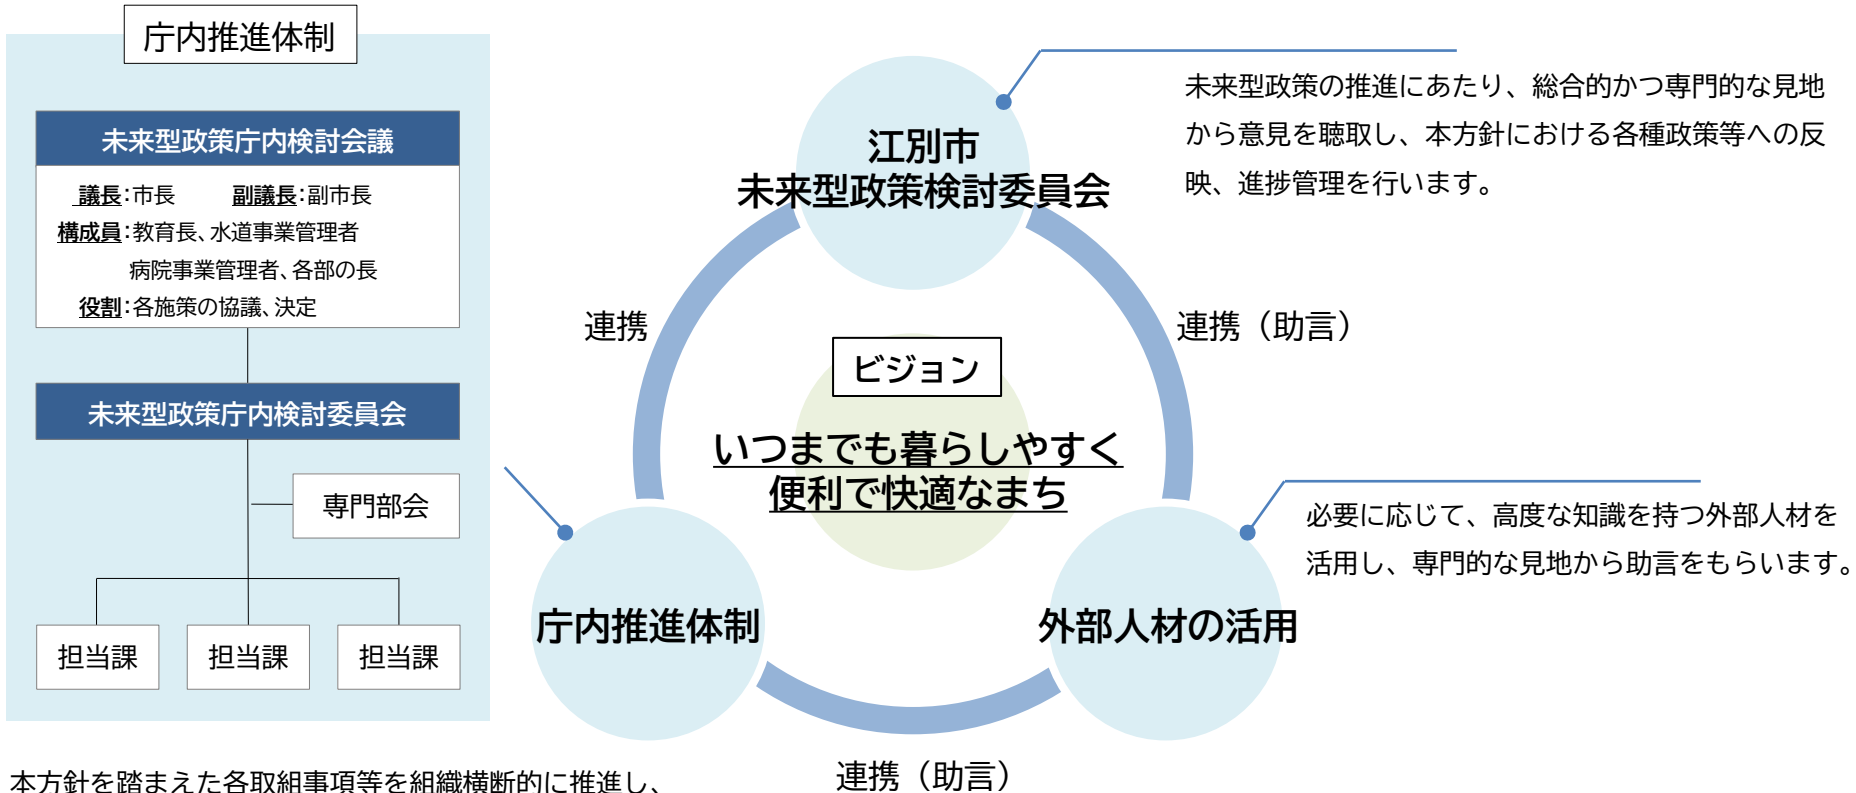 庁内推進体制
未来型政策庁内検討会議
議長：市長　副議長：副市長
構成員：教育長、水道事業管理者
病院事業管理者、各部の長
役割：各施策の協議、決定
未来型政策庁内検討委員会
専門部会
担当課
担当課
担当課
本方針を踏まえた各取組事項等を組織横断的に推進し、
江別市
未来型政策検討委員会
未来型政策の推進にあたり、総合的かつ専門的な見地
から意見を聴取し、本方針における各種政策等への反
映、進捗管理を行います。
連携
連携（助言）
ビジョン
いつまでも暮らしやすく
便利で快適なまち
必要に応じて、高度な知識を持つ外部人材を
活用し、専門的な見地から助言をもらいます。
庁内推進体制
外部人材の活用
連携（助言）